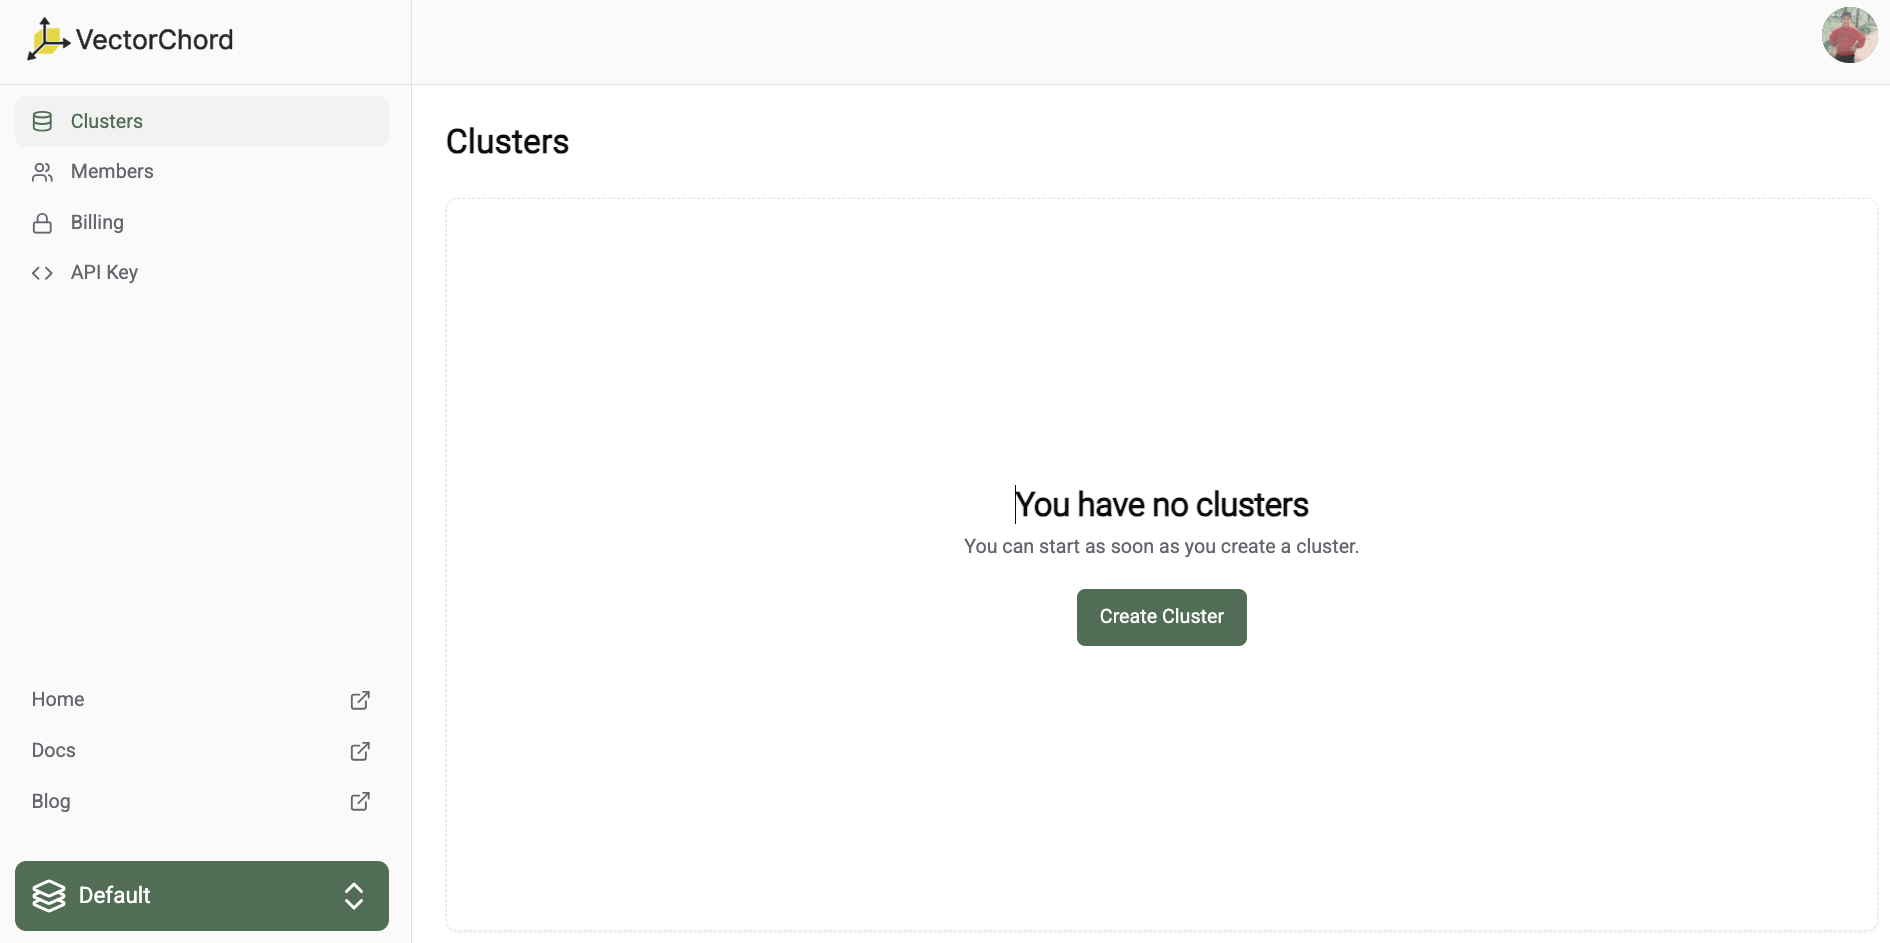 VectorChord
Clusters
Members
Billing
API Key
Home
Docs
Blog
Default
Clusters
You have no clusters
You can start as soon as you create a cluster.
Create Cluster